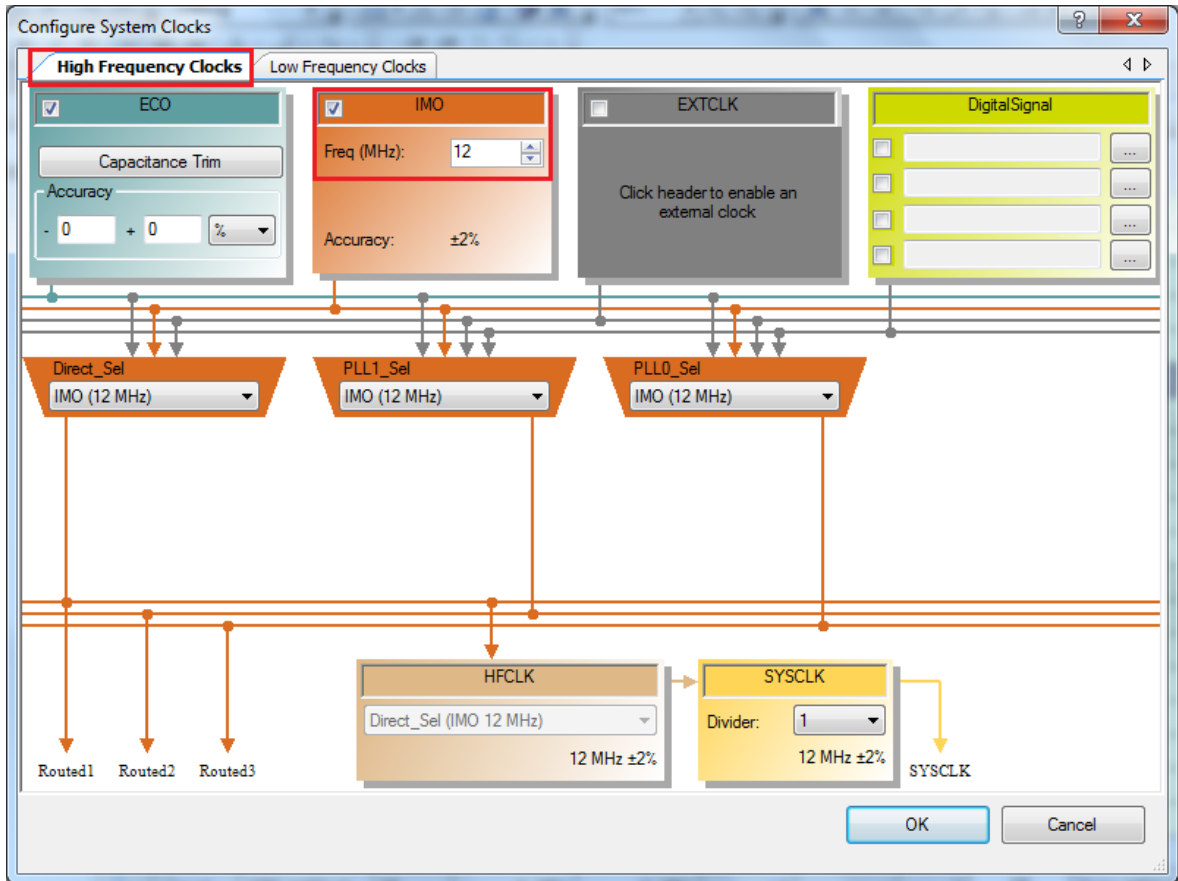 Configure System Clocks
High Frequency Clocks
Low Frequency Clocks
ECO
Capacitance Trim
Accuracy
- 0 + 0 %
IMO
Freq (MHz): 12
Accuracy: ±2%
EXTCLK
Click header to enable an
external clock
DigitalSignal
...
...
...
...
Direct_Sel
IMO (12 MHz)
PLL1_Sel
IMO (12 MHz)
PLL0_Sel
IMO (12 MHz)
HFCLK
Direct_Sel (IMO 12 MHz)
12 MHz ±2%
SYSCLK
Divider: 1
12 MHz ±2%
Routed1
Routed2
Routed3
SYSCLK
OK
Cancel